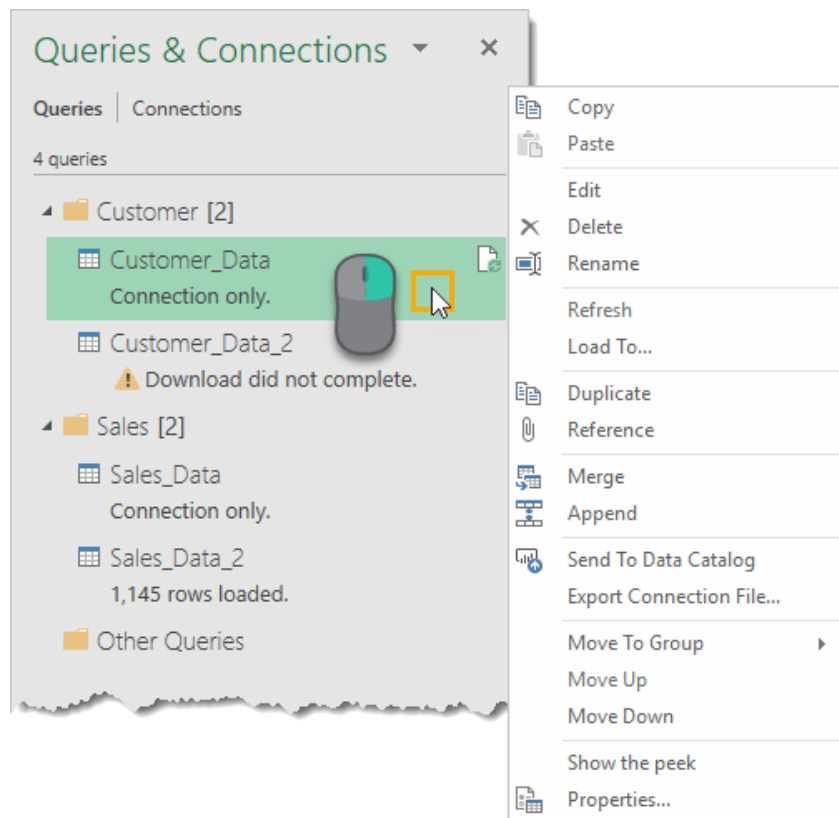 Queries & Connections
Queries
Connections
4 queries
Customer [2]
Customer_Data
Connection only.
Customer_Data_2
Download did not complete.
Sales [2]
Sales_Data
Connection only.
Sales_Data_2
1,145 rows loaded.
Other Queries
Copy
Paste
Edit
Delete
Rename
Refresh
Load To...
Duplicate
Reference
Merge
Append
Send To Data Catalog
Export Connection File...
Move To Group
Move Up
Move Down
Show the peek
Properties...